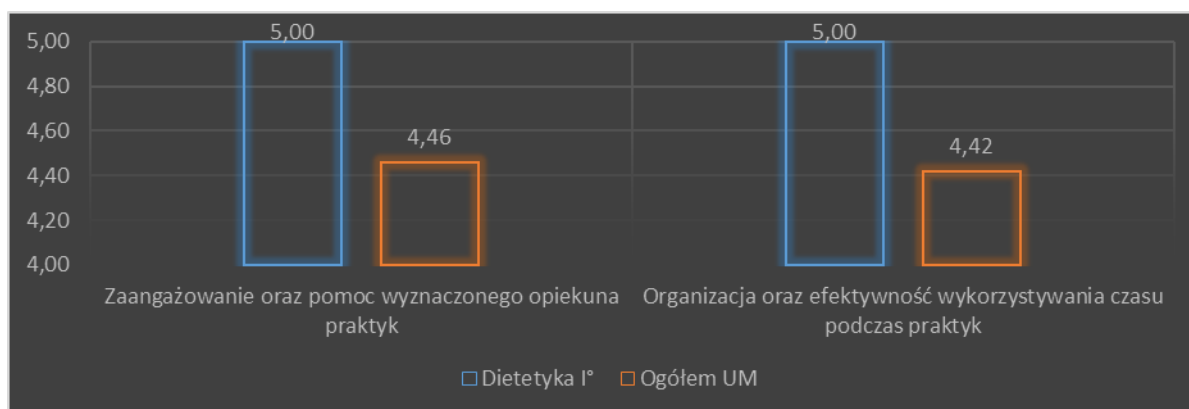 5,00
4,80
4,60
4,40
4,20
4,00
5,00
4,46
5,00
4,42
Zaangażowanie oraz pomoc wyznaczonego opiekuna
praktyk
Organizacja oraz efektywność wykorzystywania czasu
podczas praktyk
Dietetyka I° Ogółem UM